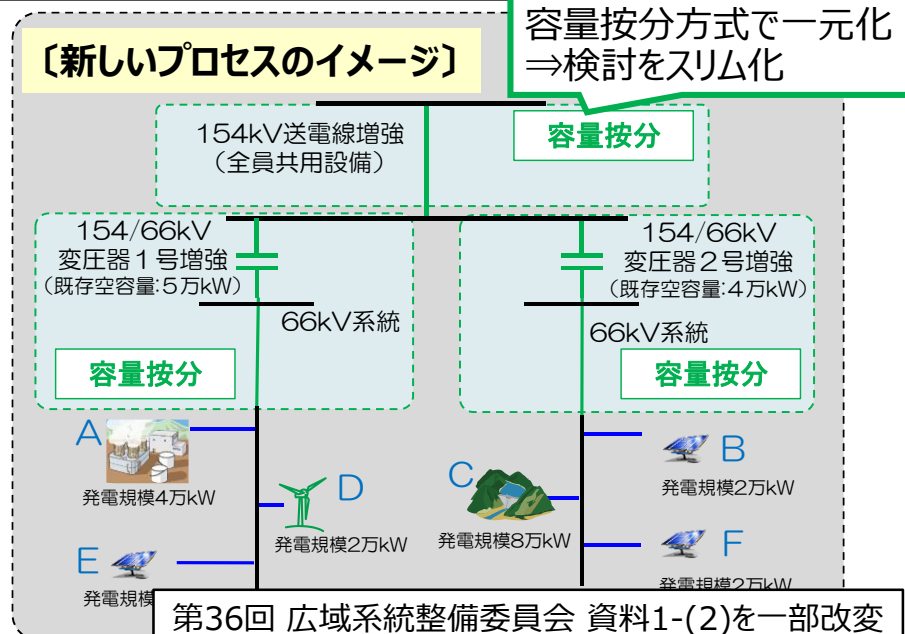 容量按分方式で一元化
⇒検討をスリム化
〔新しいプロセスのイメージ〕
154kV送電線増強
（全員共用設備）
容量按分
154/66kV
変圧器１号増強
（既存空容量:５万kW）
66kV系統
容量按分
154/66kV
変圧器２号増強
（既存空容量:４万kW）
66kV系統
容量按分
A
発電規模4万kW
D
発電規模2万kW
E
発電規模
C
発電規模8万kW
B
発電規模2万kW
F
発電規模2万kW
第36回 広域系統整備委員会 資料1-(2)を一部改変